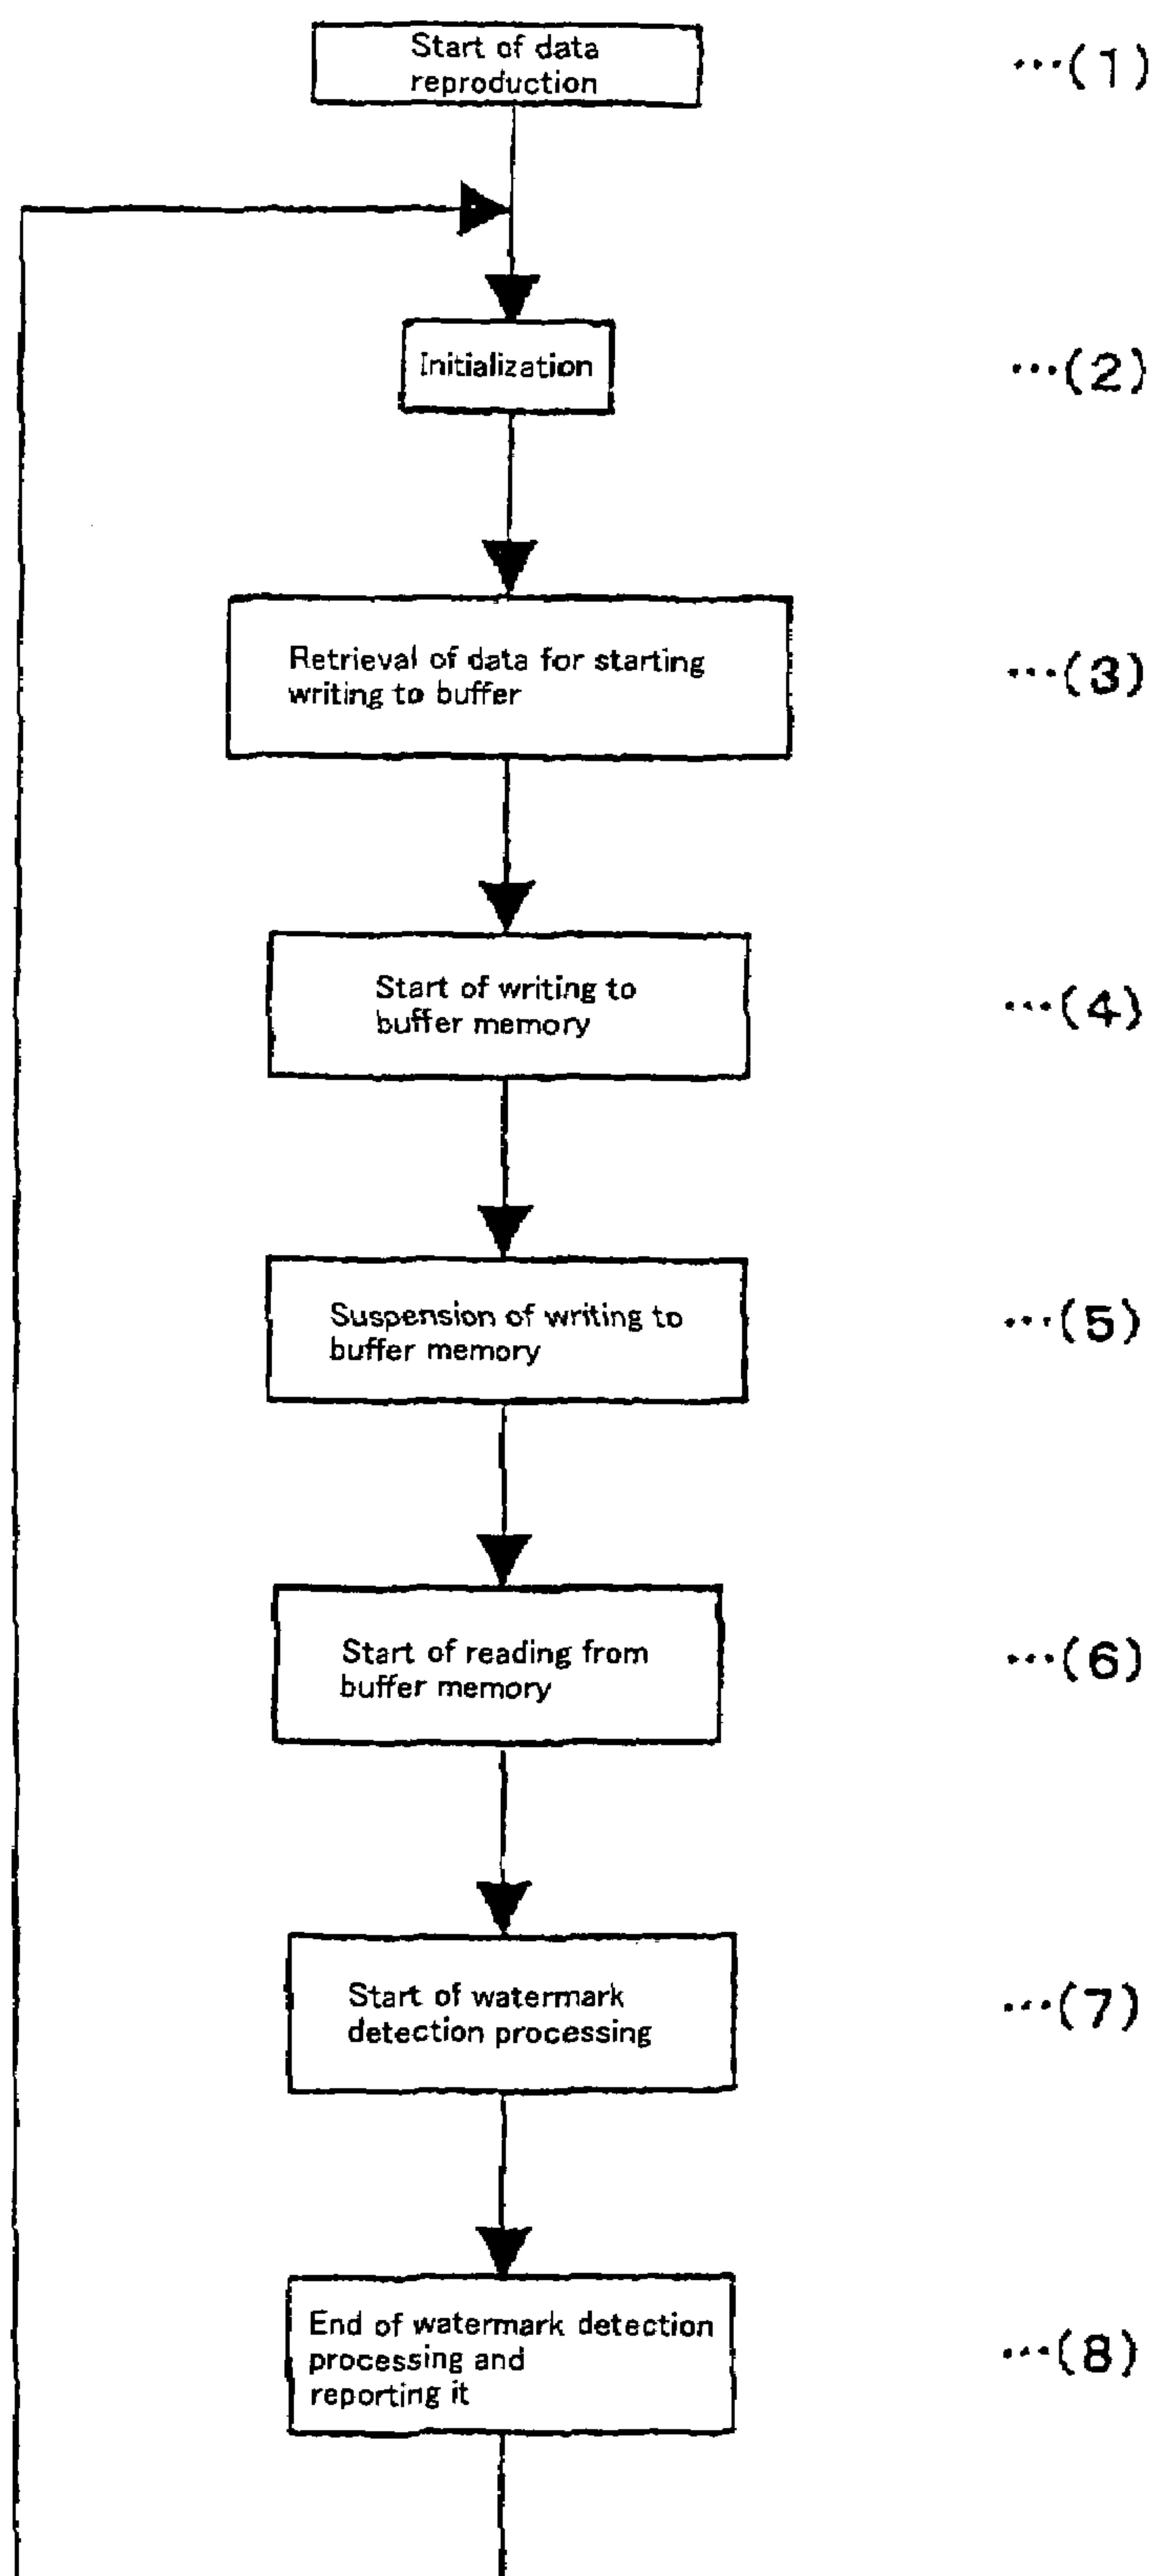 Start of data
reproduction
···(1)
Initialization
···(2)
Retrieval of data for starting
writing to buffer
···(3)
Start of writing to
buffer memory
···(4)
Suspension of writing to
buffer memory
···(5)
Start of reading from
buffer memory
···(6)
Start of watermark
detection processing
···(7)
End of watermark detection
processing and
reporting it
···(8)